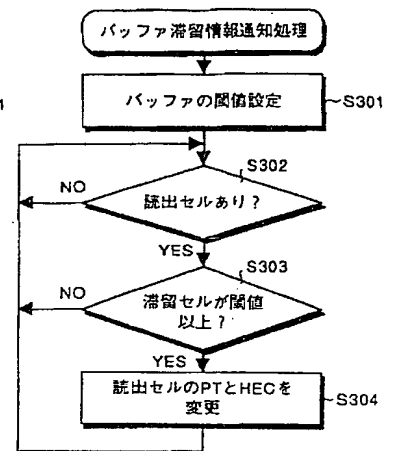 バッファ滞留情報通知処理
バッファの閾値設定
S301
S302
NO
読出セルあり?
YES
S303
NO
滞留セルが閾値
以上?
YES
読出セルのPTとHECを
変更
S304